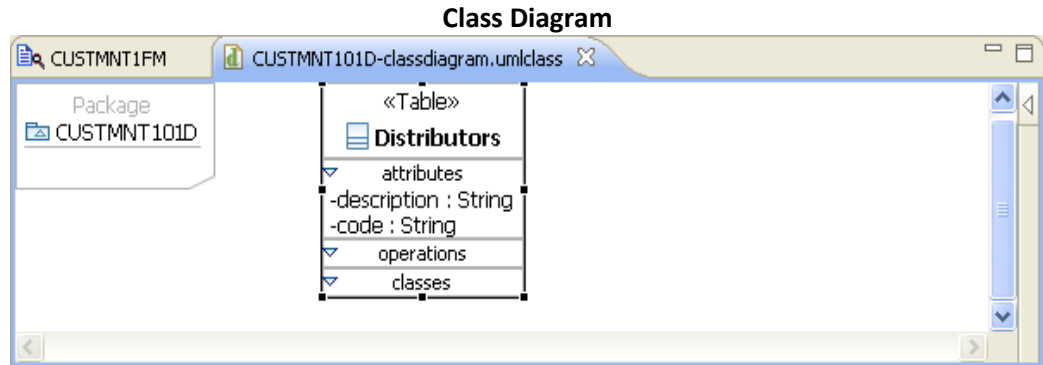 Class Diagram
CUSTMNT1FM
CUSTMNT101D-classdiagram.umlclass
Package
CUSTMNT101D
«Table»
Distributors
attributes
-description : String
-code : String
operations
classes